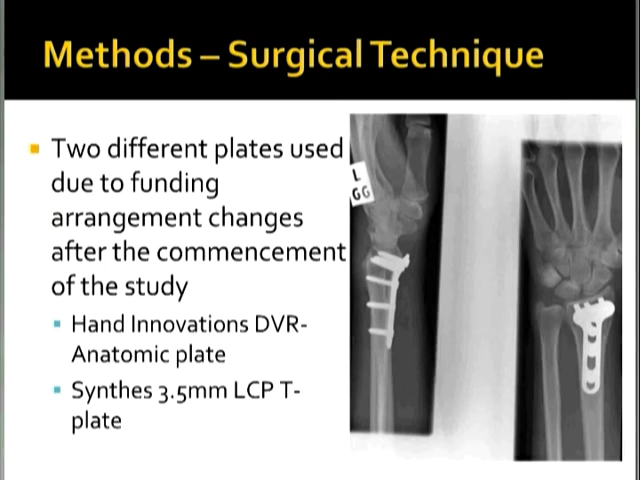 Methods – Surgical Technique
Two different plates used
due to funding
arrangement changes
after the commencement
of the study
Hand Innovations DVR-
Anatomic plate
Synthes 3.5mm LCP T-
plate
L
GG